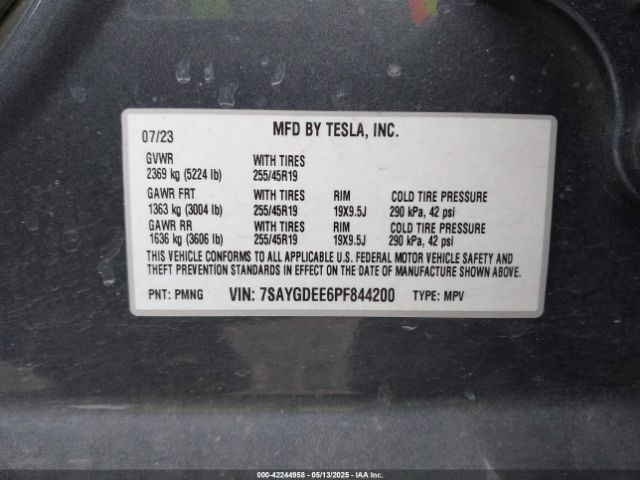 07/23 MFD BY TESLA, INC.
GVWR WITH TIRES
2369 kg (5224 lb) 255/45R19
GAWR FRT WITH TIRES RIM COLD TIRE PRESSURE
1363 kg (3004 lb) 255/45R19 19X9.5J 290 kPa, 42 psi
GAWR RR WITH TIRES RIM COLD TIRE PRESSURE
1636 kg (3606 lb) 255/45R19 19X9.5J 290 kPa, 42 psi
THIS VEHICLE CONFORMS TO ALL APPLICABLE U.S. FEDERAL MOTOR VEHICLE SAFETY AND
THEFT PREVENTION STANDARDS IN EFFECT ON THE DATE OF MANUFACTURE SHOWN ABOVE.
PNT: PMNG VIN: 7SAYGDEE6PF844200 TYPE: MPV
000-42244958 - 05/13/2025 - © IAA Holdings, LLC